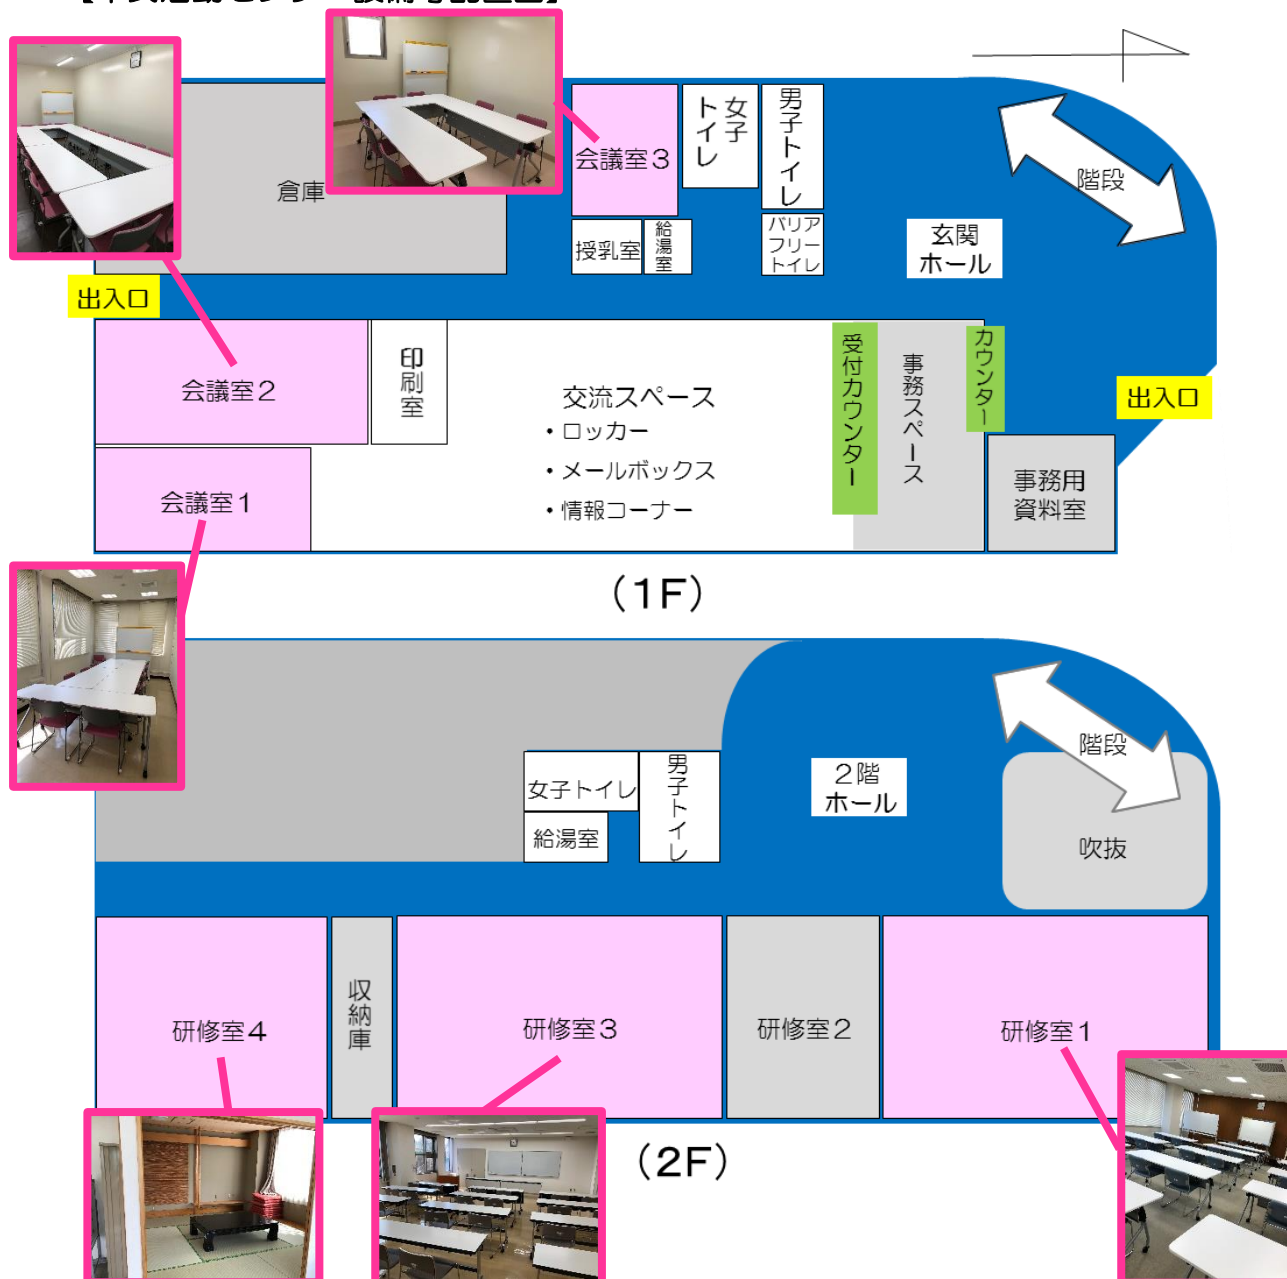 倉庫
会議室３
女子トイレ
男子トイレ
階段
授乳室
給湯室
バリア
フリー
トイレ
玄関
ホール
出入口
会議室２
印刷室
交流スペース
・ロッカー
・メールボックス
・情報コーナー
受付カウンター
事務スペース
カウンター
出入口
会議室１
事務用
資料室
（1F）
階段
女子トイレ
男子トイレ
給湯室
２階
ホール
吹抜
研修室４
収納庫
研修室３
研修室２
研修室１
（2F）